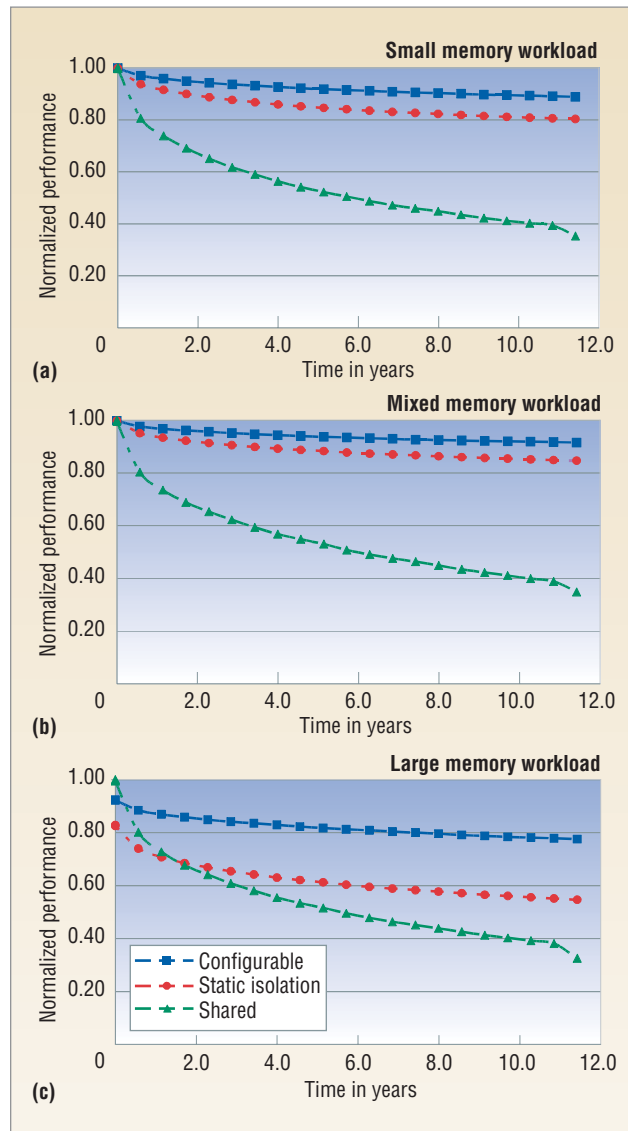 Small memory workload
1.00
0.80
0.60
0.40
0.20
Normalized performance
0 2.0 4.0 6.0 8.0 10.0 12.0
Time in years
(a)
Mixed memory workload
1.00
0.80
0.60
0.40
0.20
Normalized performance
0 2.0 4.0 6.0 8.0 10.0 12.0
Time in years
(b)
Large memory workload
1.00
0.80
0.60
0.40
0.20
Normalized performance
Configurable
Static isolation
Shared
0 2.0 4.0 6.0 8.0 10.0 12.0
Time in years
(c)